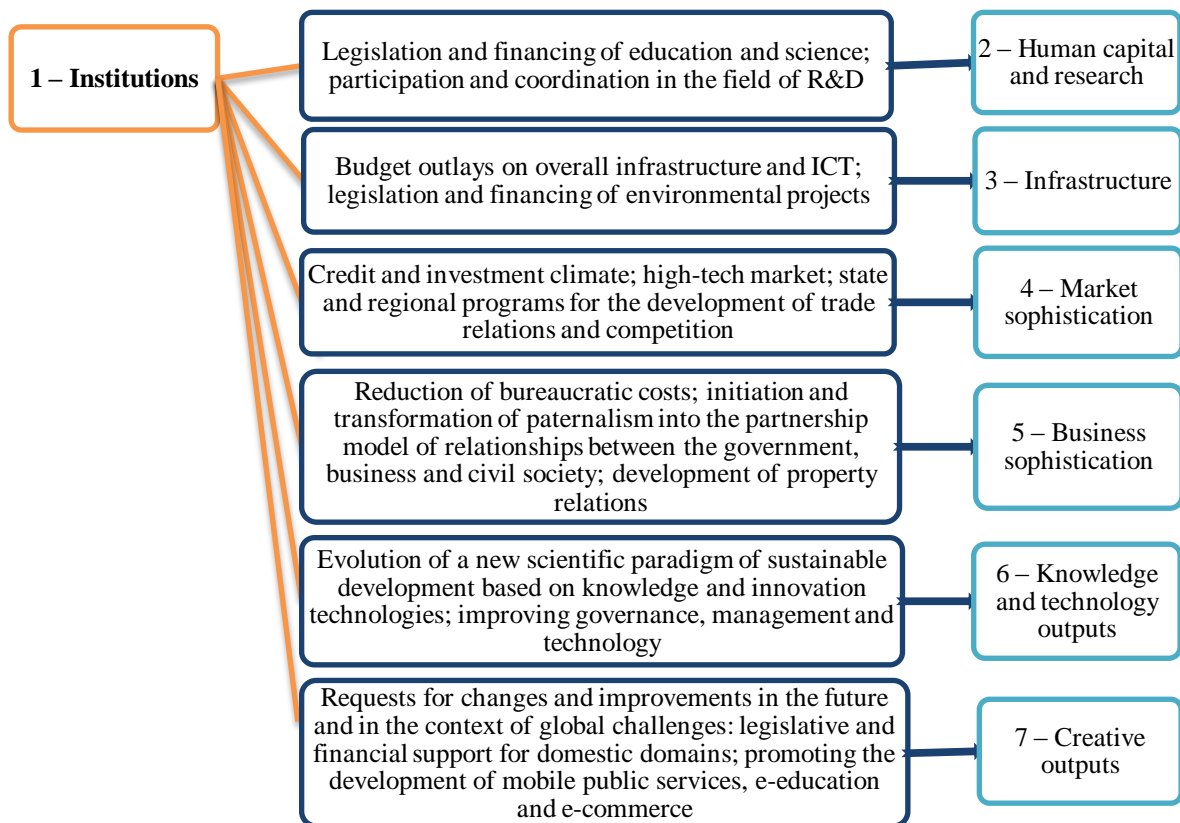 1 – Institutions
Legislation and financing of education and science;
participation and coordination in the field of R&D
2 – Human capital
and research
Budget outlays on overall infrastructure and ICT;
legislation and financing of environmental projects
3 – Infrastructure
Credit and investment climate; high-tech market; state
and regional programs for the development of trade
relations and competition
4 – Market
sophistication
Reduction of bureaucratic costs; initiation and
transformation of paternalism into the partnership
model of relationships between the government,
business and civil society; development of property
relations
5 – Business
sophistication
Evolution of a new scientific paradigm of sustainable
development based on knowledge and innovation
technologies; improving governance, management and
technology
6 – Knowledge
and technology
outputs
Requests for changes and improvements in the future
and in the context of global challenges: legislative and
financial support for domestic domains; promoting the
development of mobile public services, e-education
and e-commerce
7 – Creative
outputs